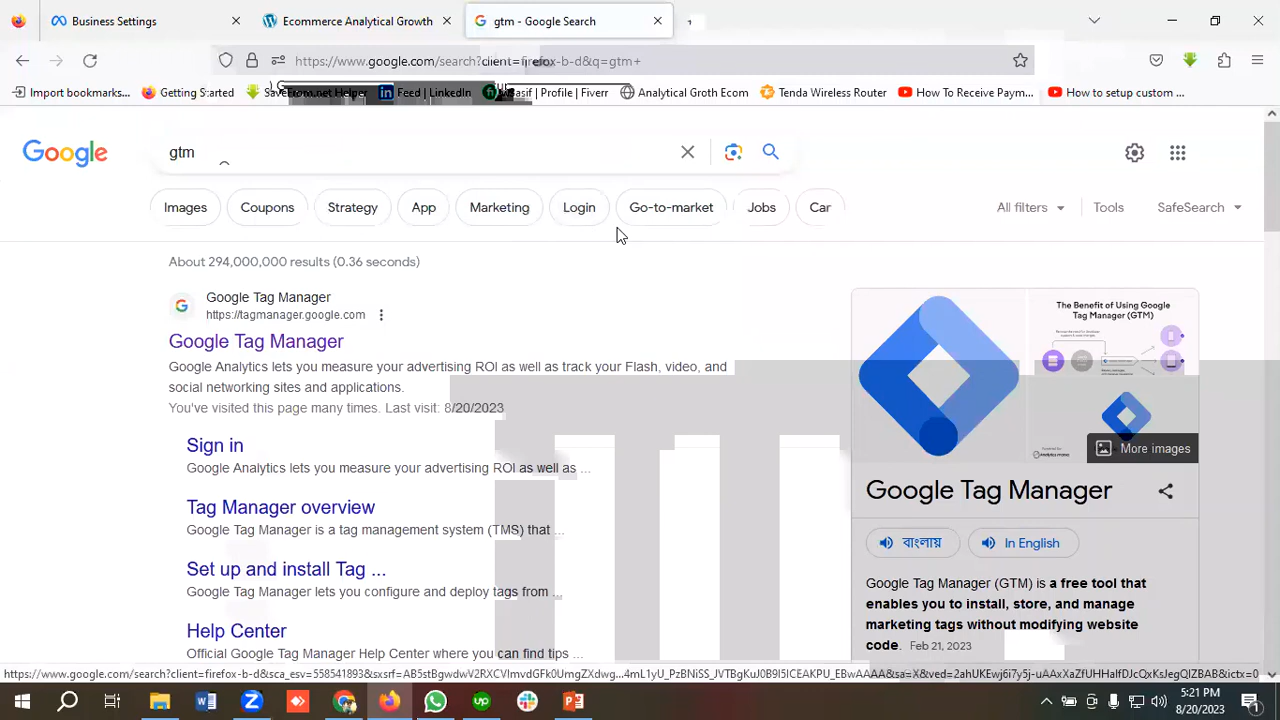 Business Settings
Ecommerce Analytical Growth
gtm - Google Search
https://www.google.com/search?client=firefox-b-d&q=gtm+
Import bookmarks...
Getting Started
SaveFrom.net Helper
Feed | LinkedIn
Asif | Profile | Fiverr
Analytical Groth Ecom
Tenda Wireless Router
How To Receive Paym...
How to setup custom ...
Google
gtm
Images
Coupons
Strategy
App
Marketing
Login
Go-to-market
Jobs
Car
All filters
Tools
SafeSearch
About 294,000,000 results (0.36 seconds)
Google Tag Manager
https://tagmanager.google.com
Google Tag Manager
Google Analytics lets you measure your advertising ROI as well as track your Flash, video, and
social networking sites and applications.
You've visited this page many times. Last visit: 8/20/2023
Sign in
Google Analytics lets you measure your advertising ROI as well as ...
Tag Manager overview
Google Tag Manager is a tag management system (TMS) that ...
Set up and install Tag ...
Google Tag Manager lets you configure and deploy tags from ...
Help Center
Official Google Tag Manager Help Center where you can find tips ...
The Benefit of Using Google
Tag Manager (GTM)
More images
Google Tag Manager
বাংলায়
In English
Google Tag Manager (GTM) is a free tool that
enables you to install, store, and manage
marketing tags without modifying website
code. Feb 21, 2023
5:21 PM
8/20/2023